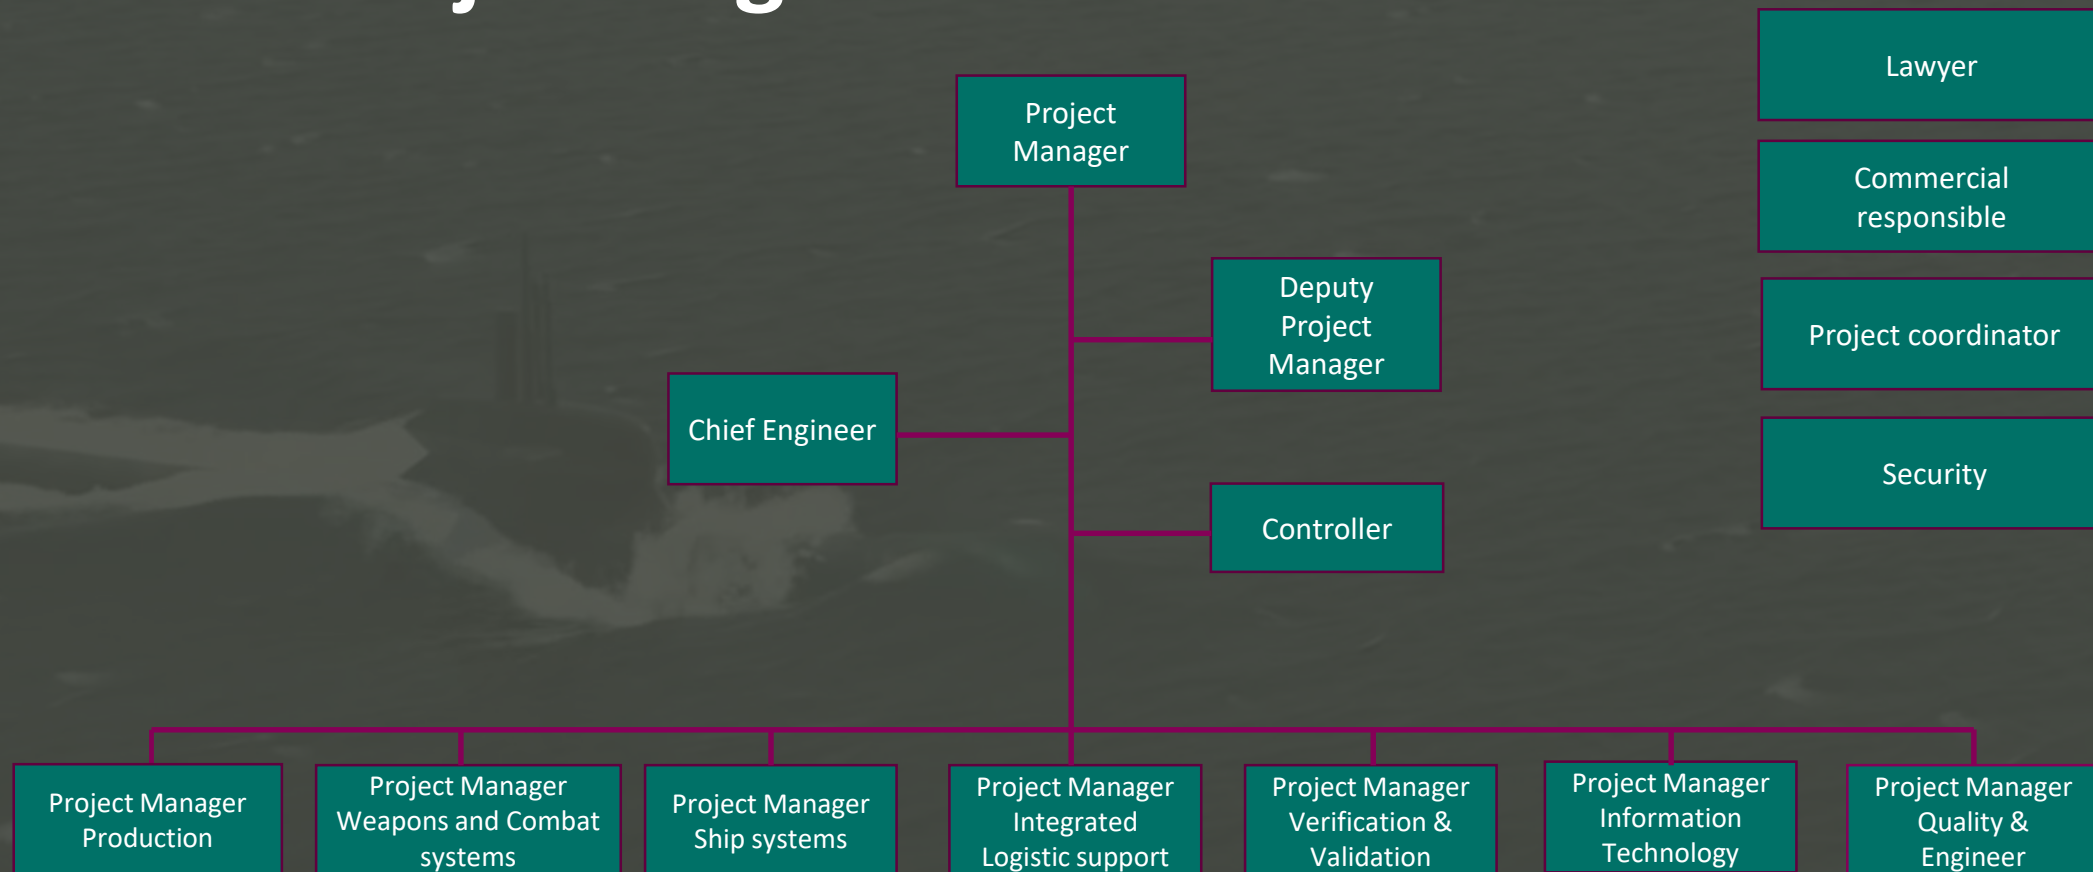 Lawyer
Project
Manager
Commercial
responsible
Deputy
Project
Manager
Project coordinator
Chief Engineer
Security
Controller
Project Manager
Production
Project Manager
Weapons and Combat
systems
Project Manager
Ship systems
Project Manager
Integrated
Logistic support
Project Manager
Verification &
Validation
Project Manager
Information
Technology
Project Manager
Quality &
Engineer